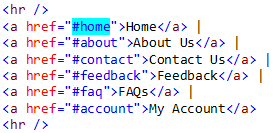 <hr />
<a href="#home">Home</a> |
<a href="#about">About Us</a> |
<a href="#contact">Contact Us</a> |
<a href="#feedback">Feedback</a> |
<a href="#faq">FAQs</a> |
<a href="#account">My Account</a>
<hr />